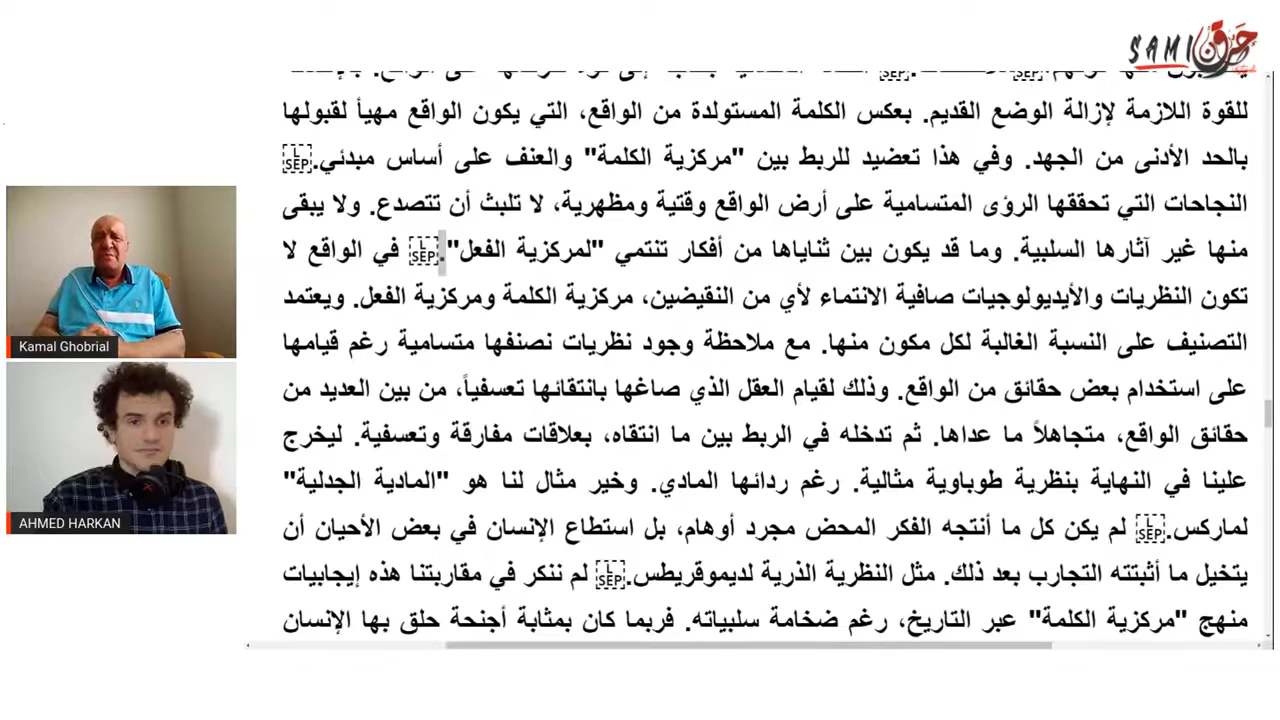 SAMI
للقوة اللازمة لإزالة الوضع القديم. بعكس الكلمة المستولدة من الواقع، التي يكون الواقع مهيأ لقبولها
بالحد الأدنى من الجهد. وفي هذا تعضيد للربط بين "مركزية الكلمة" والعنف على أساس مبدئي.
النجاحات التي تحققها الرؤى المتسامية على أرض الواقع وقتية ومظهرية، لا تلبث أن تتصدع. ولا يبقى
منها غير آثارها السلبية. وما قد يكون بين ثناياها من أفكار تنتمي "لمركزية الفعل". في الواقع لا
تكون النظريات والأيديولوجيات صافية الانتماء لأي من النقيضين، مركزية الكلمة ومركزية الفعل. ويعتمد
التصنيف على النسبة الغالبة لكل مكون منها. مع ملاحظة وجود نظريات نصنفها متسامية رغم قيامها
على استخدام بعض حقائق من الواقع. وذلك لقيام العقل الذي صاغها بانتقائها تعسفياً، من بين العديد من
حقائق الواقع، متجاهلاً ما عداها. ثم تدخله في الربط بين ما انتقاه، بعلاقات مفارقة وتعسفية. ليخرج
علينا في النهاية بنظرية طوباوية مثالية. رغم ردائها المادي. وخير مثال لنا هو "المادية الجدلية"
لماركس. لم يكن كل ما أنتجه الفكر المحض مجرد أوهام، بل استطاع الإنسان في بعض الأحيان أن
يتخيل ما أثبتته التجارب بعد ذلك. مثل النظرية الذرية لديموقريطس. لم ننكر في مقاربتنا هذه إيجابيات
منهج "مركزية الكلمة" عبر التاريخ، رغم ضخامة سلبياته. فربما كان بمثابة أجنحة حلق بها الإنسان
Kamal Ghobrial
AHMED HARKAN